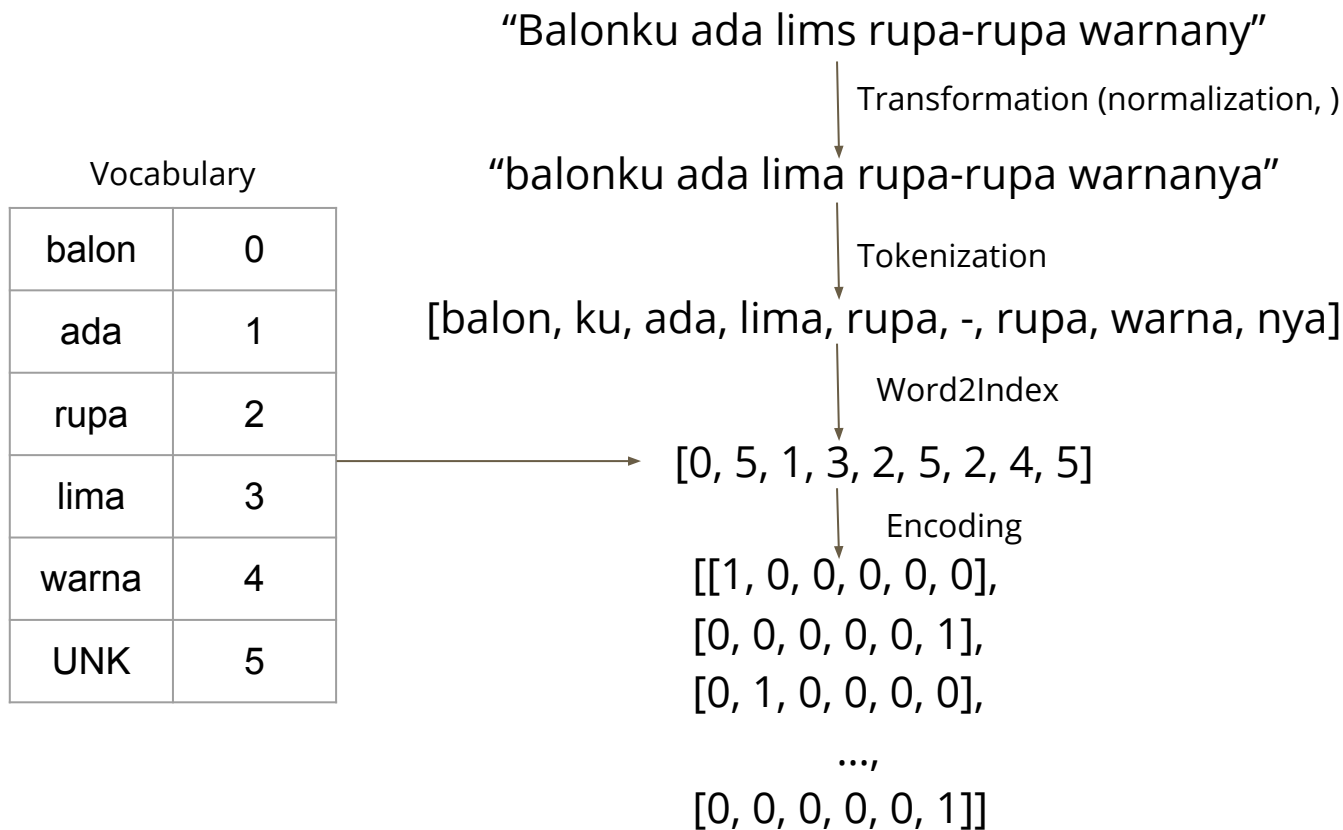 “Balonku ada lims rupa-rupa warnany”
Transformation (normalization, )
“balonku ada lima rupa-rupa warnanya”
Tokenization
[balon, ku, ada, lima, rupa, -, rupa, warna, nya]
Word2Index
[0, 5, 1, 3, 2, 5, 2, 4, 5]
Encoding
[[1, 0, 0, 0, 0, 0],
[0, 0, 0, 0, 0, 1],
[0, 1, 0, 0, 0, 0],
...,
[0, 0, 0, 0, 0, 1]]
Vocabulary
balon 0
ada 1
rupa 2
lima 3
warna 4
UNK 5